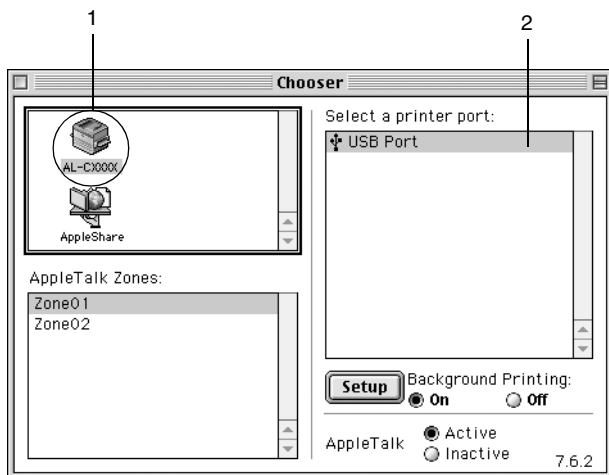 1
2
Chooser
AL-CXXXX
AppleShare
AppleTalk Zones:
Zone01
Zone02
Select a printer port:
USB Port
Setup
Background Printing:
On Off
AppleTalk
Active
Inactive
7.6.2